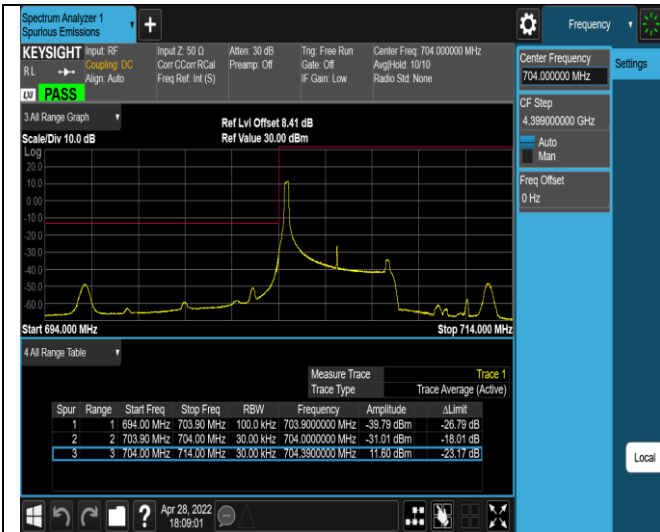 Spectrum Analyzer 1
Spurious Emissions
Frequency
KEYSIGHT
Input: RF
Input Z: 50 Ω
Atten: 30 dB
Trig: Free Run
Center Freq: 704.000000 MHz
RL
Coupling: DC
Corr CCorr RCal
Preamp: Off
Gate: Off
Avg|Hold: 10/10
Align: Auto
Freq Ref: Int (S)
IF Gain: Low
Radio Std: None
LXI
PASS
Center Frequency
704.000000 MHz
Settings
CF Step
4.399000000 GHz
Auto
Man
Freq Offset
0 Hz
Local
3 All Range Graph
Ref Lvl Offset 8.41 dB
Scale/Div 10.0 dB
Ref Value 30.00 dBm
Log
20.0
10.0
0.00
-10.0
-20.0
-30.0
-40.0
-50.0
-60.0
Start 694.000 MHz
Stop 714.000 MHz
4 All Range Table
Measure Trace Trace 1
Trace Type Trace Average (Active)
Spur Range Start Freq Stop Freq RBW Frequency Amplitude ΔLimit
1 1 694.00 MHz 703.90 MHz 100.0 kHz 703.9000000 MHz -39.79 dBm -26.79 dB
2 2 703.90 MHz 704.00 MHz 30.00 kHz 704.0000000 MHz -31.01 dBm -18.01 dB
3 3 704.00 MHz 714.00 MHz 30.00 kHz 704.3900000 MHz 11.60 dBm -23.17 dB
Apr 28, 2022
18:09:01